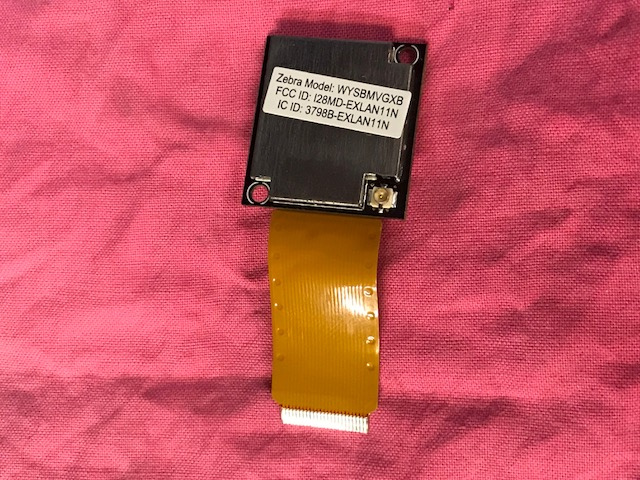 Zebra Model: WYSBMVGXB
FCC ID: I28MD-EXLAN11N
IC ID: 3798B-EXLAN11N